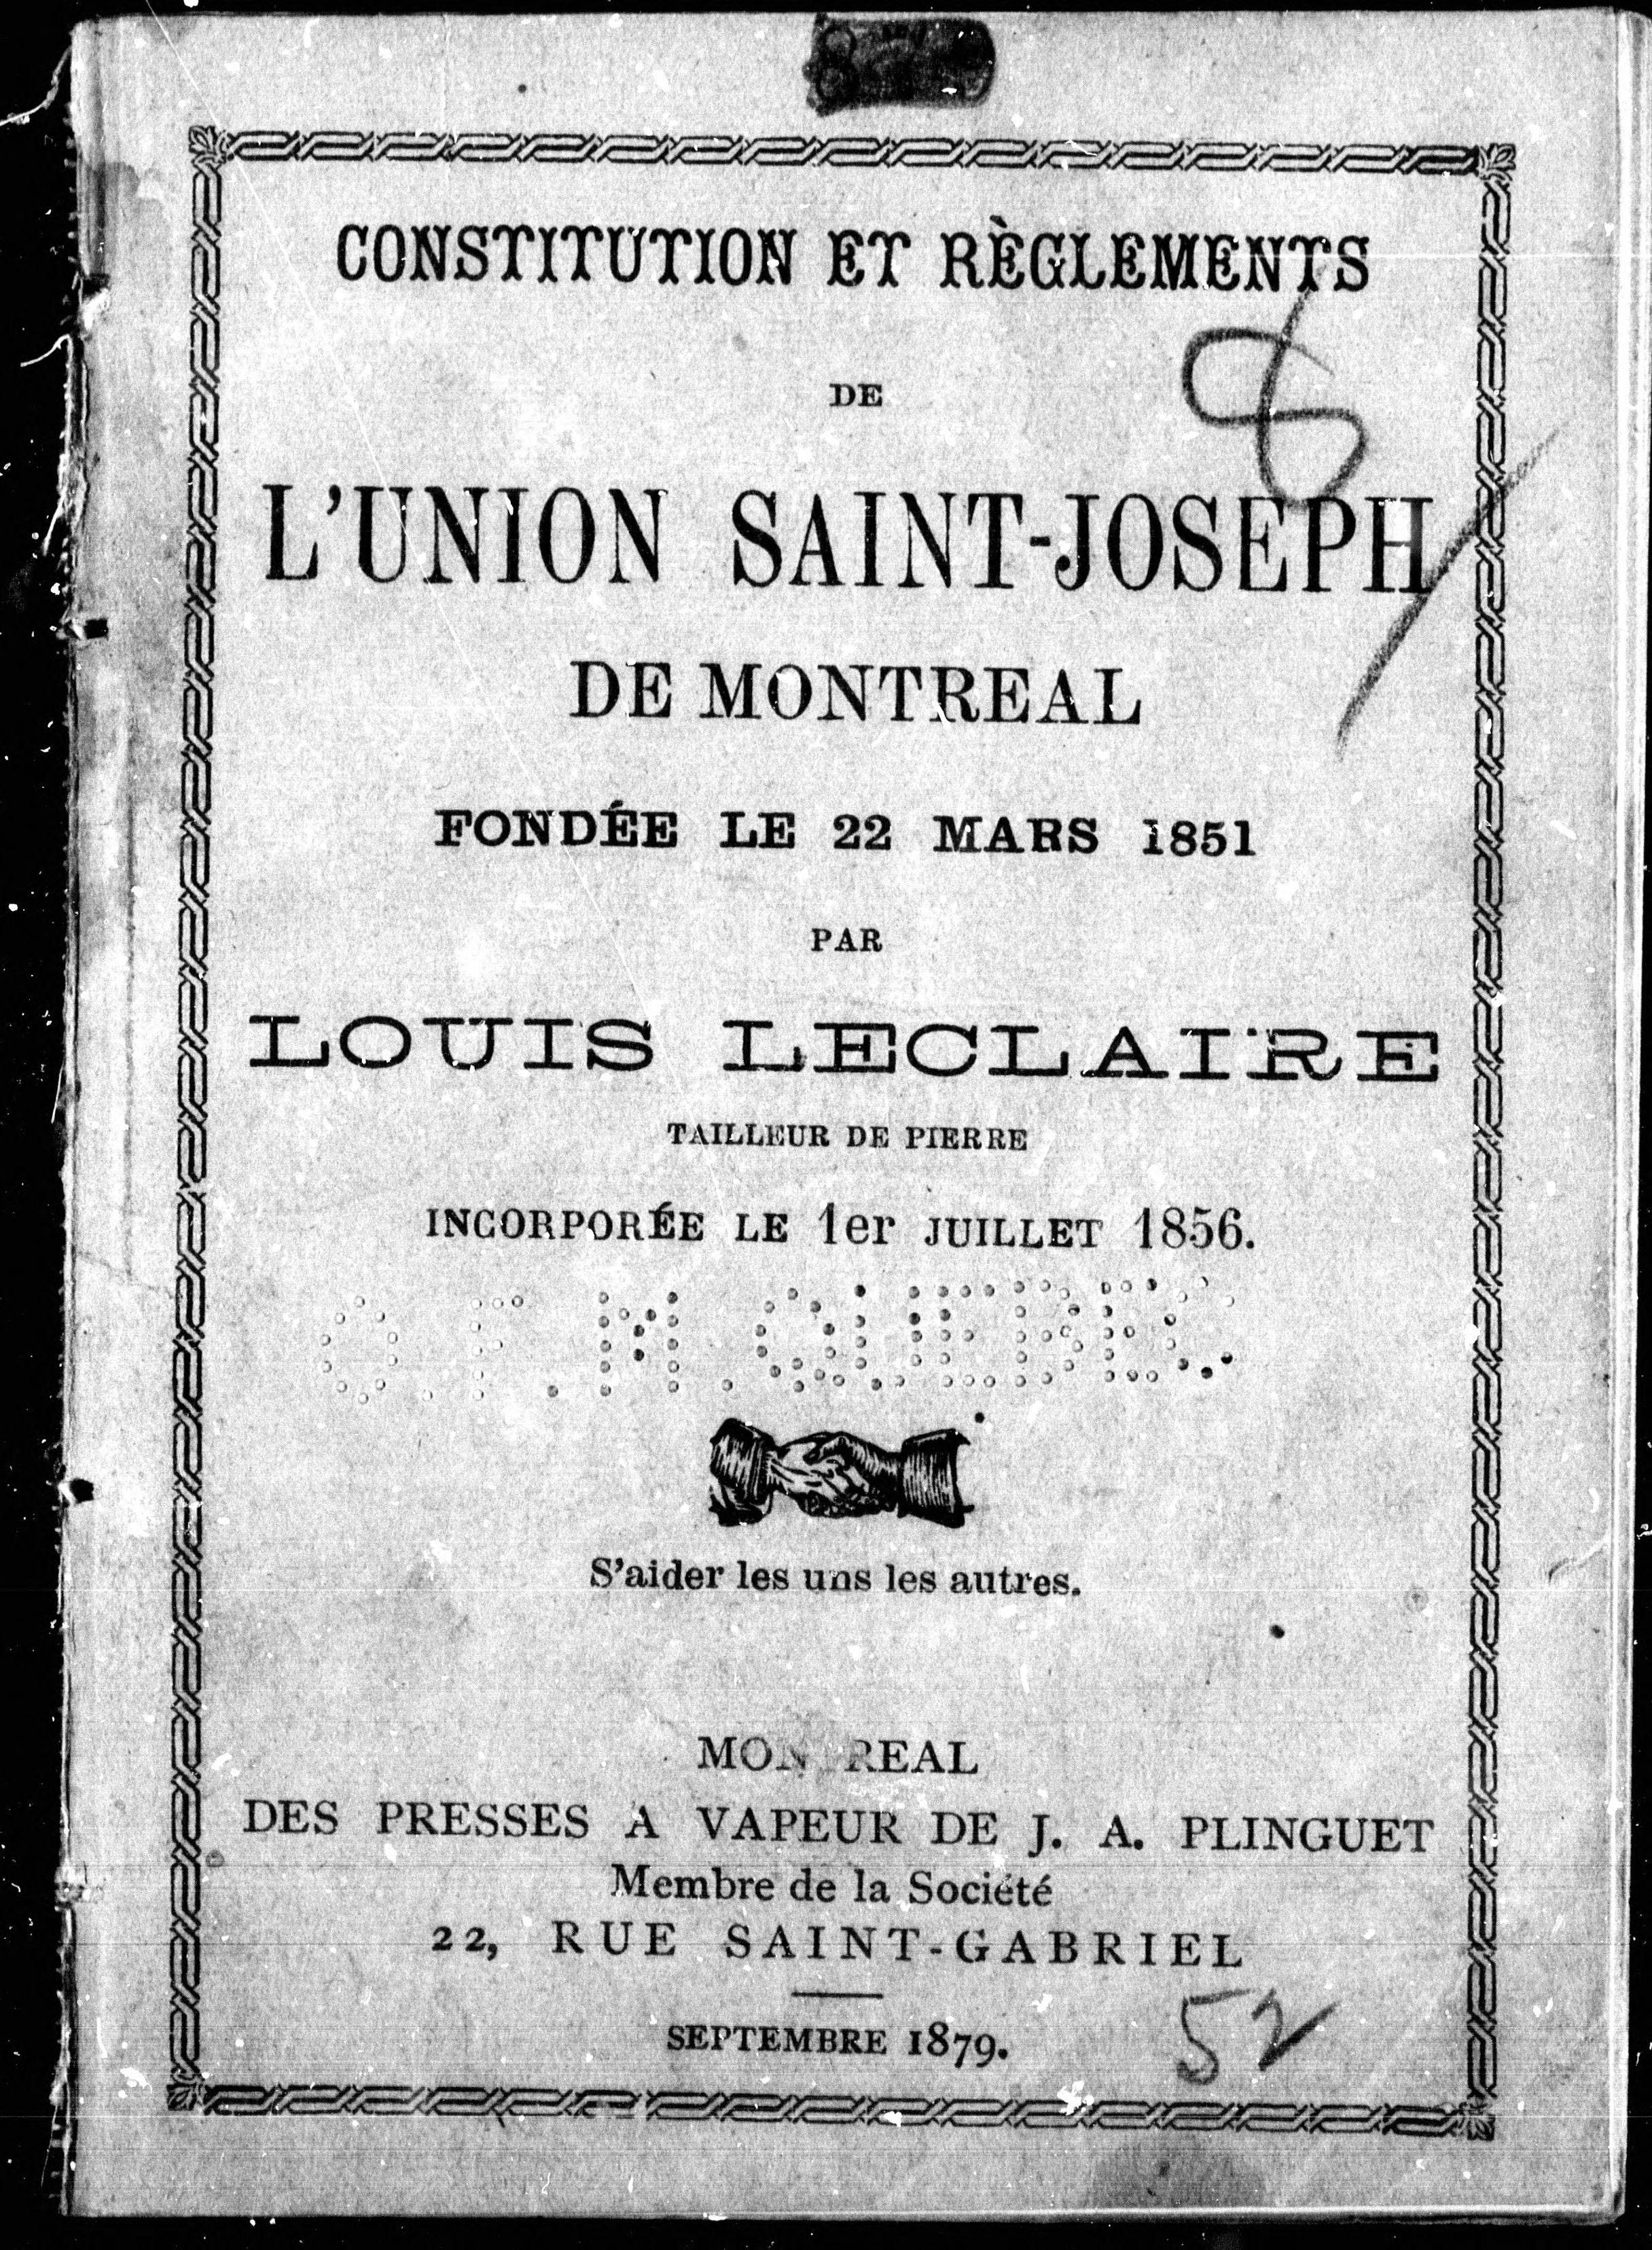 CONSTITUTION ET RÈGLEMENTS
DE
L'UNION SAINT-JOSEPH
DE MONTREAL
FONDÉE LE 22 MARS 1851
PAR
LOUIS LECLAIRE
TAILLEUR DE PIERRE
INCORPORÉE LE 1er JUILLET 1856.
O.F.M. QUEBEC.
S'aider les uns les autres.
MONTREAL
DES PRESSES A VAPEUR DE J. A. PLINGUET
Membre de la Société
22, RUE SAINT-GABRIEL
SEPTEMBRE 1879.
52